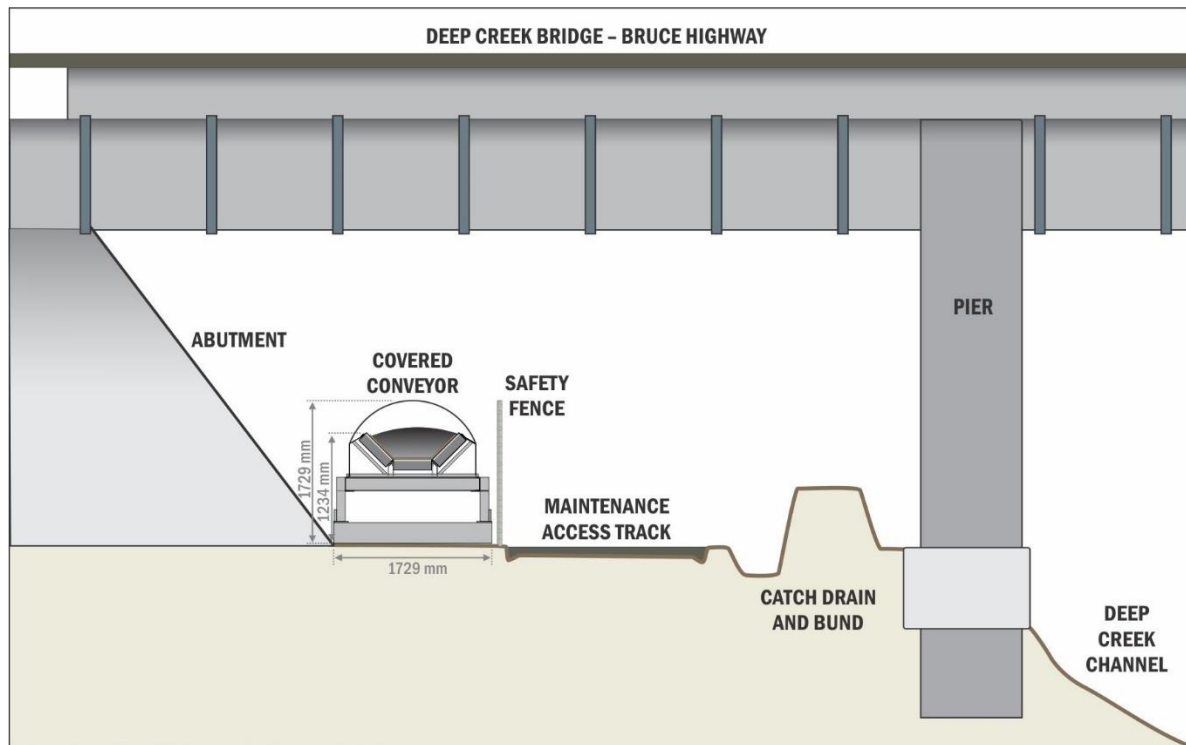 DEEP CREEK BRIDGE – BRUCE HIGHWAY
ABUTMENT
COVERED
CONVEYOR
SAFETY
FENCE
PIER
1729 mm
1234 mm
1729 mm
MAINTENANCE
ACCESS TRACK
CATCH DRAIN
AND BUND
DEEP
CREEK
CHANNEL